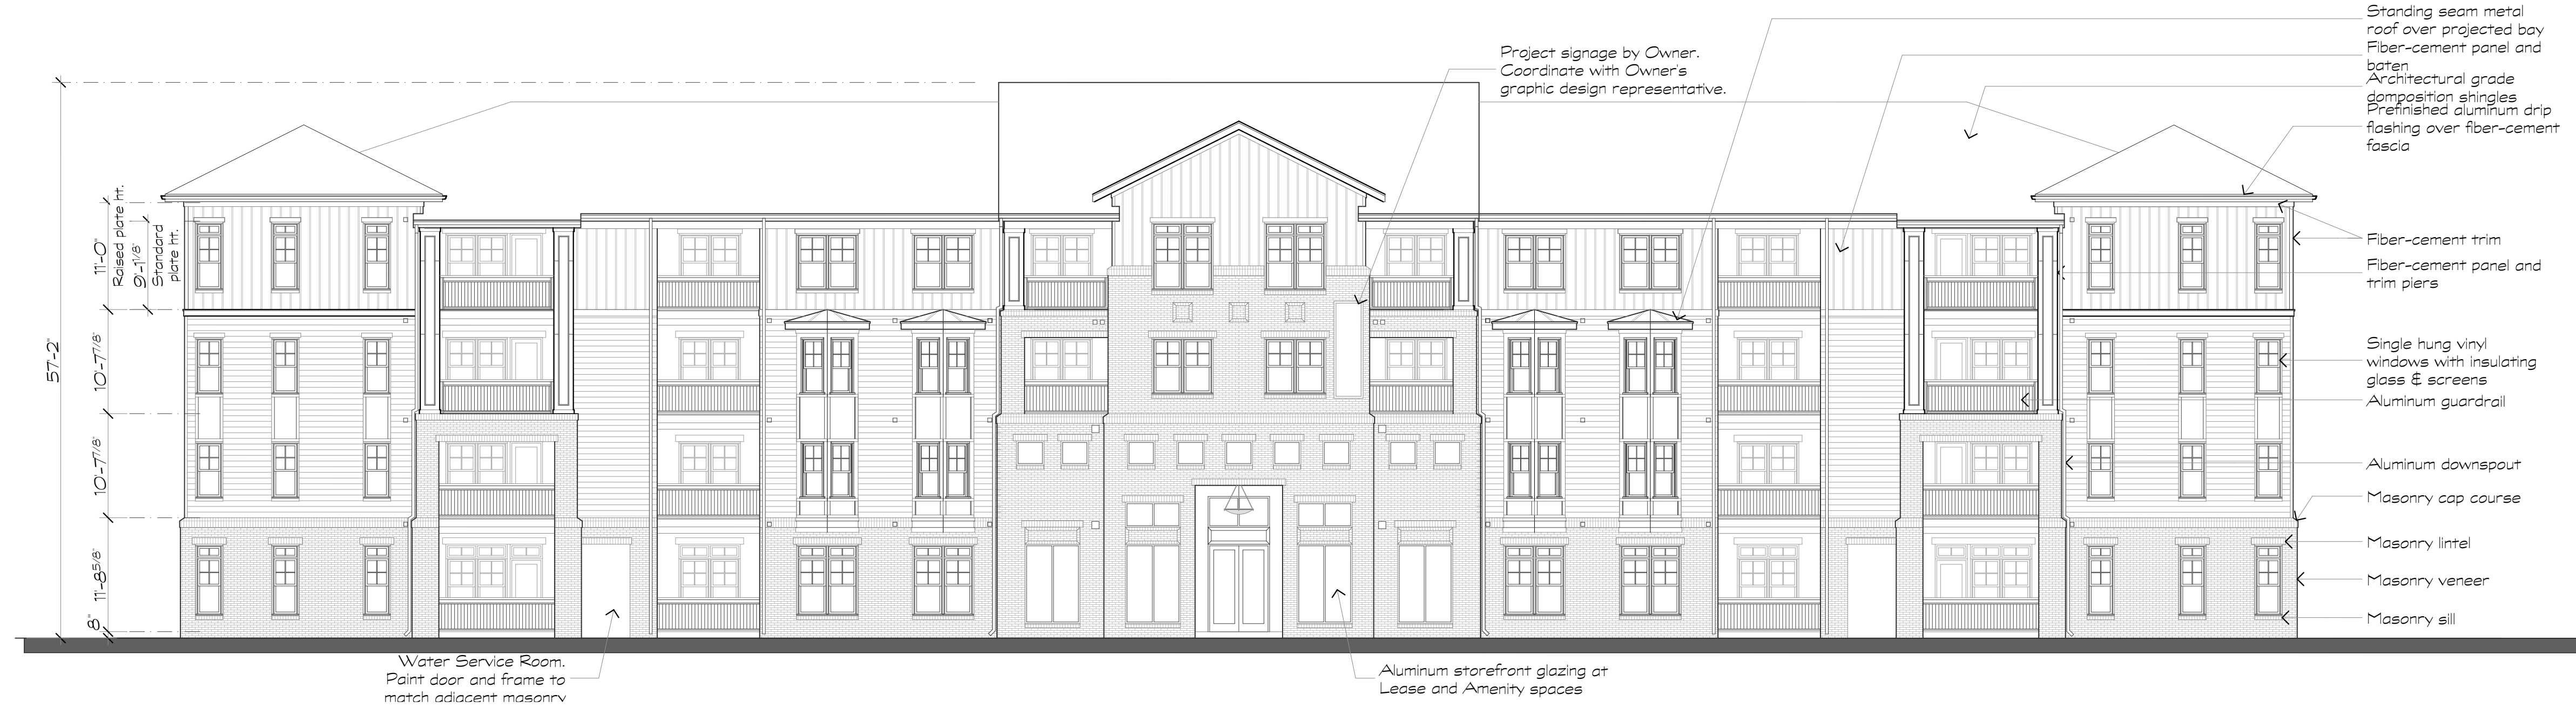 Standing seam metal
roof over projected bay
Fiber-cement panel and
baten
Architectural grade
domposition shingles
Prefinished aluminum drip
flashing over fiber-cement
fascia
Project signage by Owner.
Coordinate with Owner's
graphic design representative.
57'-2"
11'-0"
Raised plate ht.
9'-1 1/8"
Standard
plate ht.
10'-7 7/8"
10'-7 7/8"
11'-8 5/8"
8"
Fiber-cement trim
Fiber-cement panel and
trim piers
Single hung vinyl
windows with insulating
glass & screens
Aluminum guardrail
Aluminum downspout
Masonry cap course
Masonry lintel
Masonry veneer
Masonry sill
Water Service Room.
Paint door and frame to
match adjacent masonry
Aluminum storefront glazing at
Lease and Amenity spaces